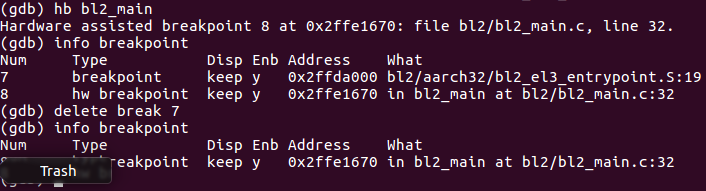 (gdb) hb bl2_main
Hardware assisted breakpoint 8 at 0x2ffe1670: file bl2/bl2_main.c, line 32.
(gdb) info breakpoint
Num     Type           Disp Enb Address    What
7       breakpoint     keep y   0x2ffda000 bl2/aarch32/bl2_el3_entrypoint.S:19
8       hw breakpoint  keep y   0x2ffe1670 in bl2_main at bl2/bl2_main.c:32
(gdb) delete break 7
(gdb) info breakpoint
Num     Type           Disp Enb Address    What
keep y   0x2ffe1670 in bl2_main at bl2/bl2_main.c:32
Trash
(gdb)